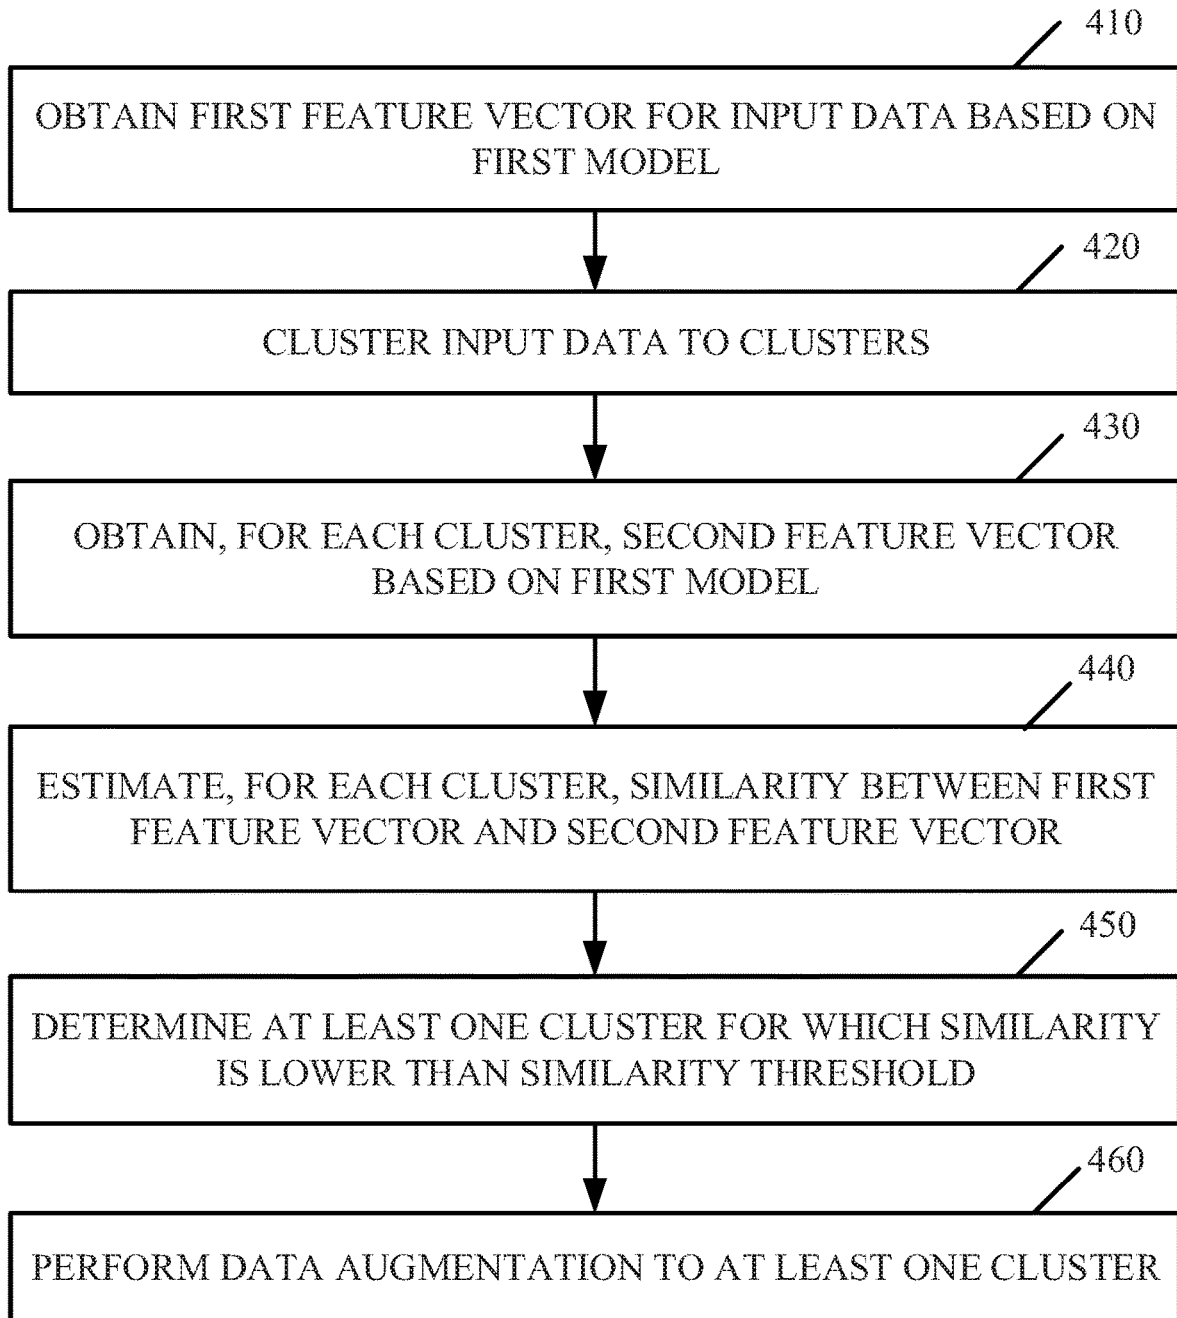 410
OBTAIN FIRST FEATURE VECTOR FOR INPUT DATA BASED ON
FIRST MODEL
420
CLUSTER INPUT DATA TO CLUSTERS
430
OBTAIN, FOR EACH CLUSTER, SECOND FEATURE VECTOR
BASED ON FIRST MODEL
440
ESTIMATE, FOR EACH CLUSTER, SIMILARITY BETWEEN FIRST
FEATURE VECTOR AND SECOND FEATURE VECTOR
450
DETERMINE AT LEAST ONE CLUSTER FOR WHICH SIMILARITY
IS LOWER THAN SIMILARITY THRESHOLD
460
PERFORM DATA AUGMENTATION TO AT LEAST ONE CLUSTER